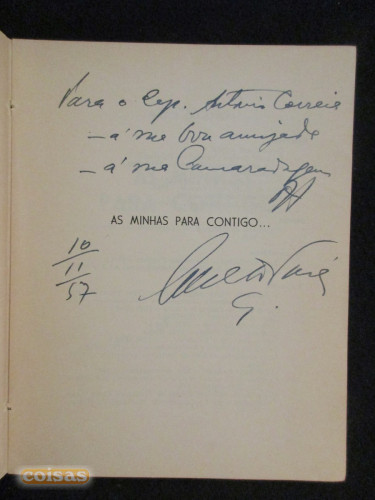 Para o Cap. António Correia
– á sua boa amizade
– á sua Camaradagem
AS MINHAS PARA CONTIGO...
10
11
57
G.
coisas